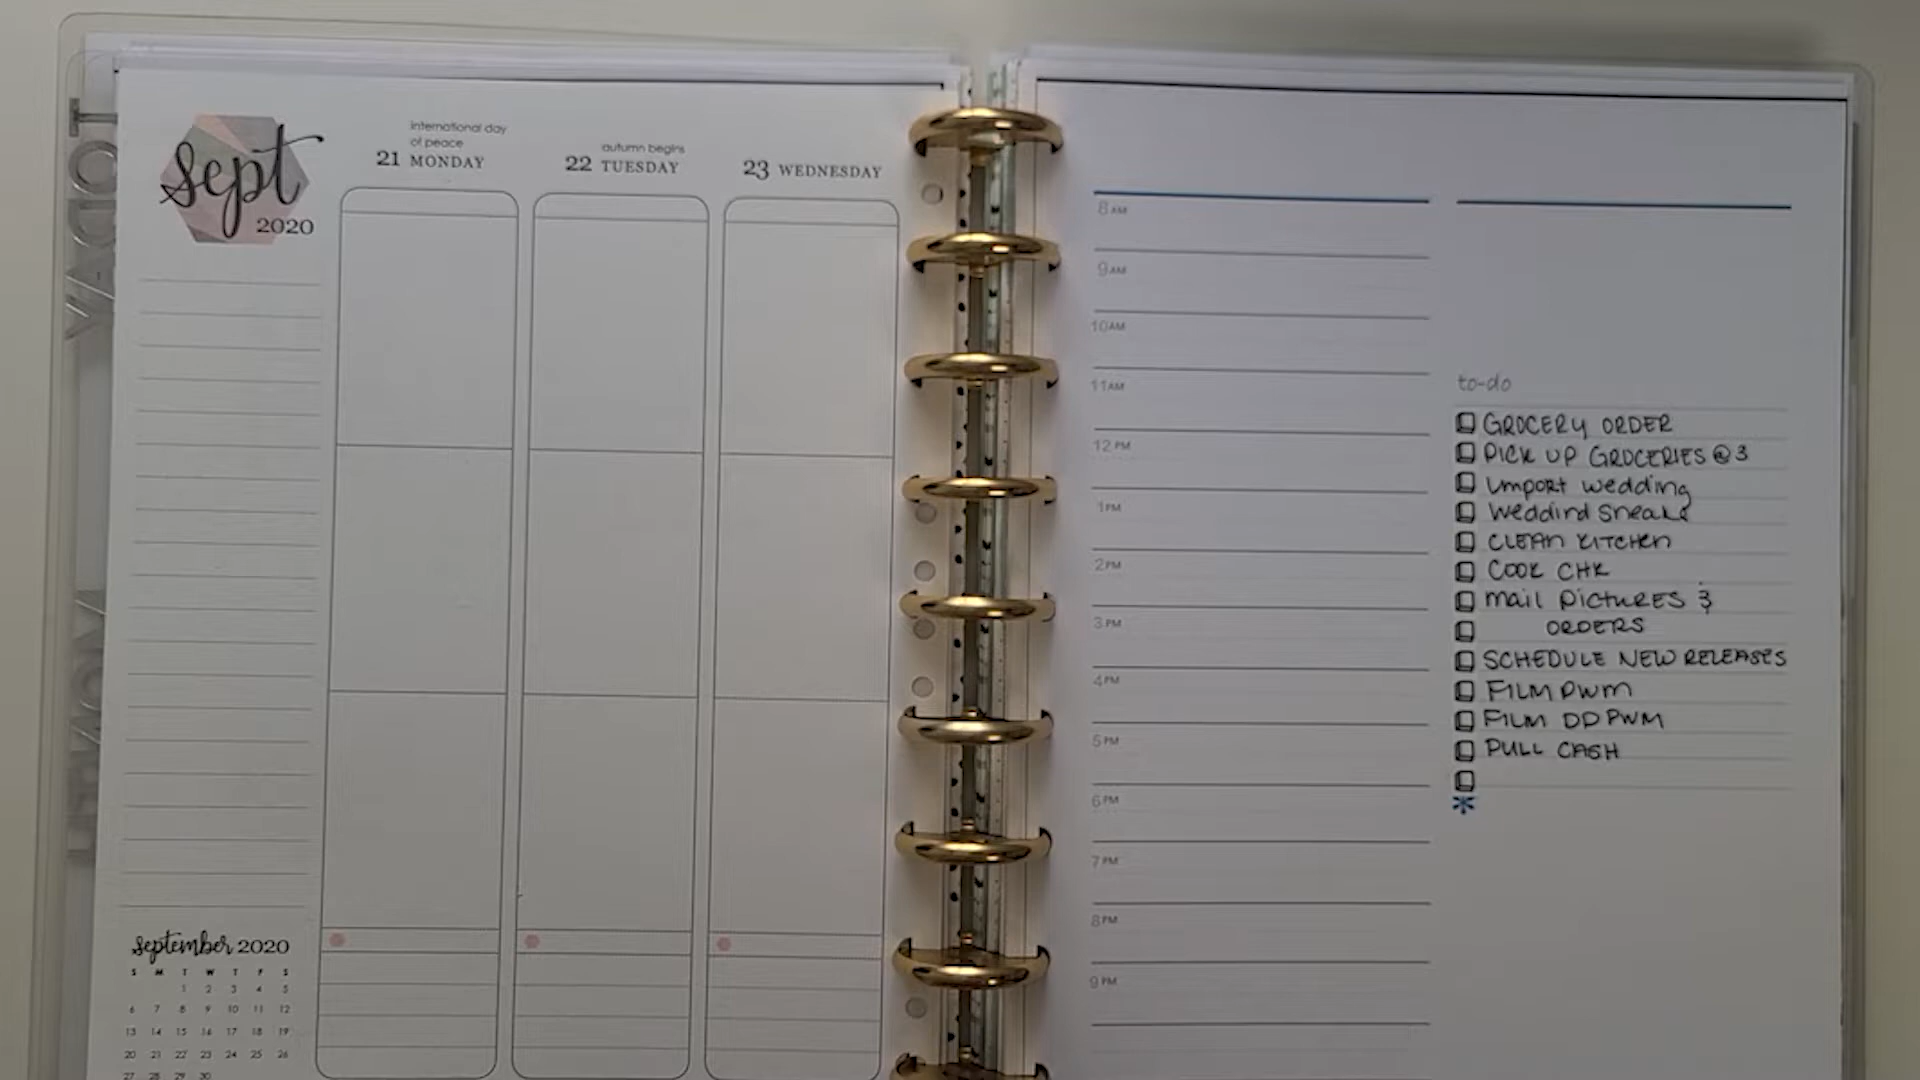 sept
2020
international day
of peace
21 MONDAY
autumn begins
22 TUESDAY
23 WEDNESDAY
september 2020
S M T W T F S
1 2 3 4 5
6 7 8 9 10 11 12
13 14 15 16 17 18 19
20 21 22 23 24 25 26
27 28 29 30
8 AM
9 AM
10 AM
11 AM
12 PM
1 PM
2 PM
3 PM
4 PM
5 PM
6 PM
7 PM
8 PM
9 PM
to-do
GROCERY ORDER
PICK UP GROCERIES @ 3
Import wedding
CLEAN KITCHEN
COOK CHK
mail PICTURES &
ORDERS
SCHEDULE NEW RELEASES
FILM PWM
FILM DD PWM
PULL CASH
*